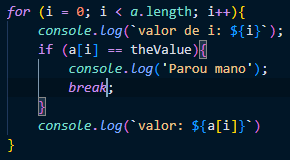 for (i = 0; i < a.length; i++){
console.log(`valor de i: ${i}`);
if (a[i] == theValue){
console.log('Parou mano');
break;
}
console.log(`valor: ${a[i]}`)
}